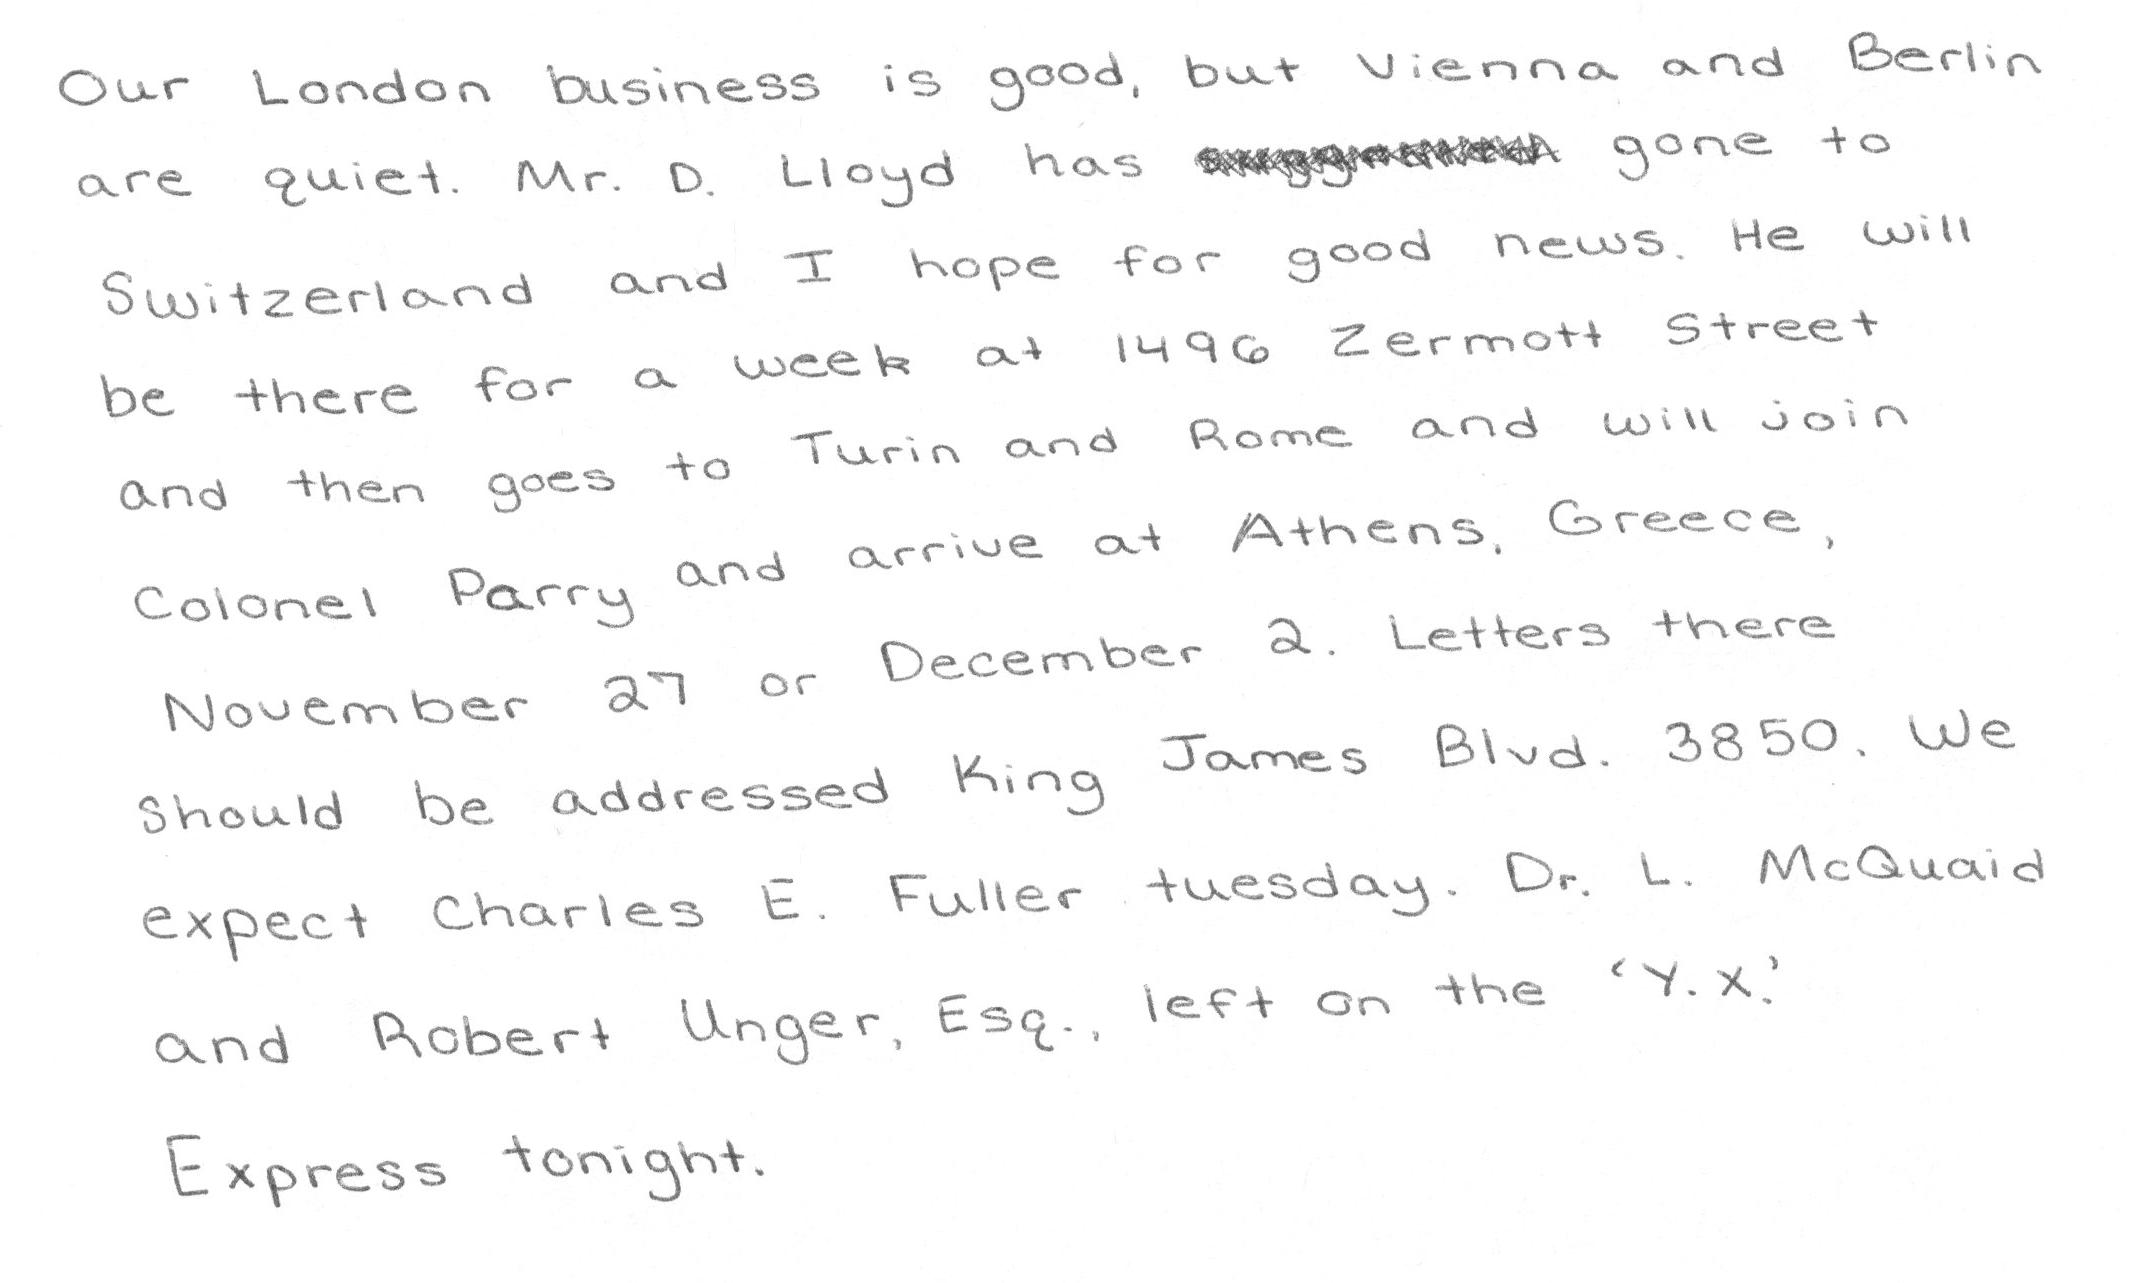 Our London business is good, but Vienna and Berlin
are quiet. Mr. D. Lloyd has gone to
Switzerland and I hope for good news. He will
be there for a week at 1496 Zermott Street
and then goes to Turin and Rome and will join
Colonel Parry and arrive at Athens, Greece,
November 27 or December 2. Letters there
should be addressed King James Blvd. 3850. We
expect Charles E. Fuller tuesday. Dr. L. McQuaid
and Robert Unger, Esq., left on the 'Y.X.'
Express tonight.